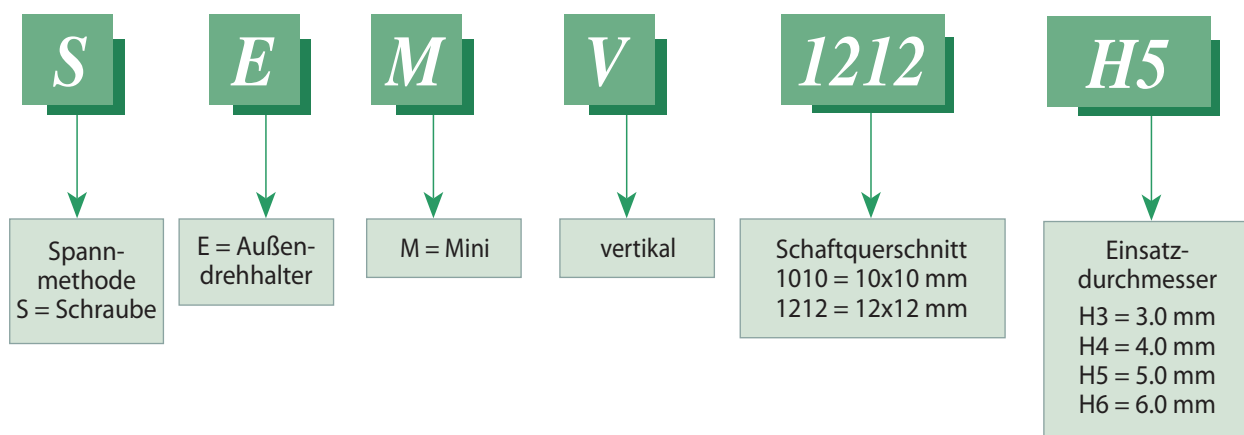 S E M V 1212 H5
Spann-
methode
S = Schraube
E = Außen-
drehhalter
M = Mini
vertikal
Schaftquerschnitt
1010 = 10x10 mm
1212 = 12x12 mm
Einsatz-
durchmesser
H3 = 3.0 mm
H4 = 4.0 mm
H5 = 5.0 mm
H6 = 6.0 mm